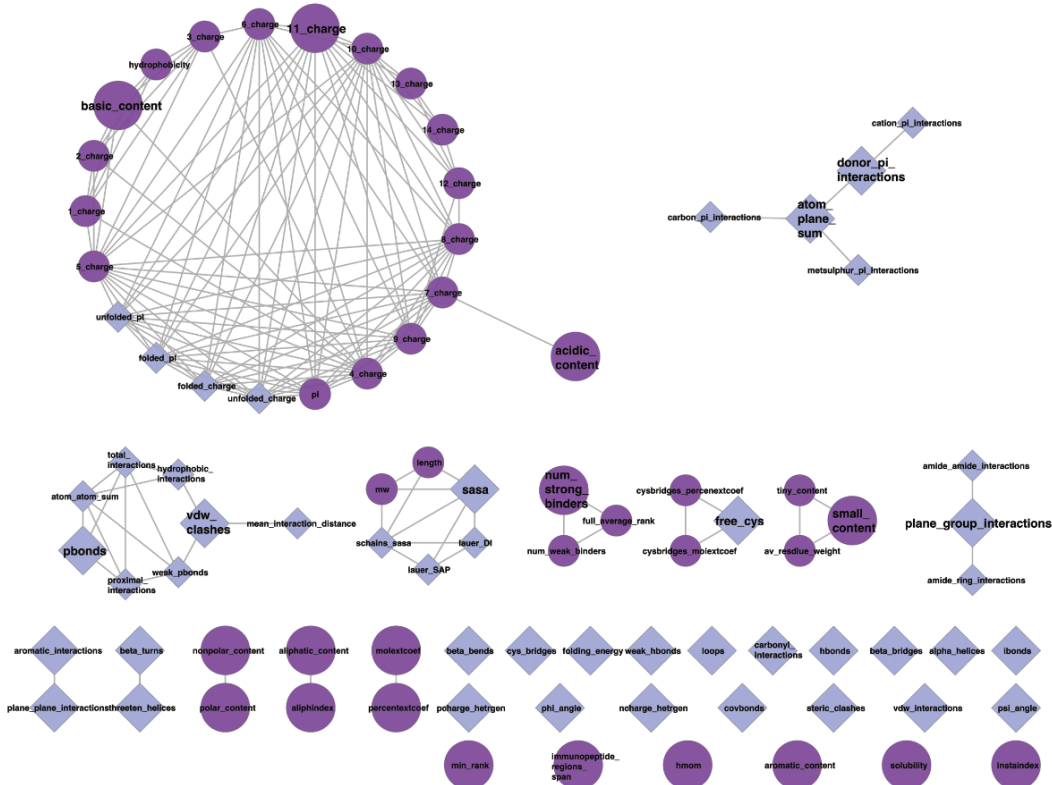 6_charge
11_charge
3_charge
10_charge
hydrophobicity
13_charge
basic_content
14_charge
2_charge
12_charge
1_charge
8_charge
5_charge
7_charge
unfolded_pI
9_charge
folded_pI
4_charge
folded_charge
unfolded_charge
pI
acidic_
content
cation_pi_interactions
donor_pi_
interactions
carbon_pi_interactions
atom_
plane_
sum
metsulphur_pi_interactions
total_
interactions
hydrophobic_
interactions
atom_atom_sum
vdw_
clashes
mean_interaction_distance
pbonds
weak_pbonds
proximal_
interactions
length
mw
sasa
schains_sasa
lauer_DI
lauer_SAP
num_
strong_
binders
full_average_rank
num_weak_binders
cysbridges_percenextcoef
free_cys
cysbridges_molextcoef
tiny_content
small_
content
av_resdiue_weight
amide_amide_interactions
plane_group_interactions
amide_ring_interactions
aromatic_interactions
beta_turns
nonpolar_content
aliphatic_content
molextcoef
beta_bends
cys_bridges
folding_energy
weak_hbonds
loops
carbonyl_
interactions
hbonds
beta_bridges
alpha_helices
ibonds
plane_plane_interactions
threeten_helices
polar_content
aliphindex
percentextcoef
pcharge_hetrgen
phi_angle
ncharge_hetrgen
covbonds
steric_clashes
vdw_interactions
psi_angle
min_rank
immunopeptide_
regions_
span
hmom
aromatic_content
solubility
instaindex